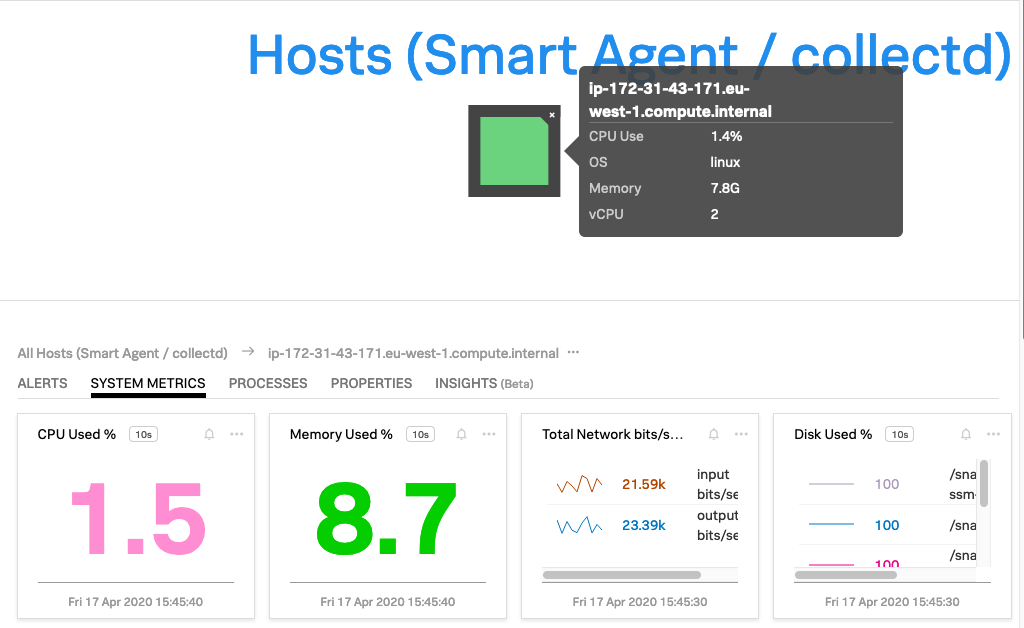 Hosts (Smart Agent / collectd)
ip-172-31-43-171.eu-
west-1.compute.internal
CPU Use 1.4%
OS linux
Memory 7.8G
vCPU 2
All Hosts (Smart Agent / collectd) → ip-172-31-43-171.eu-west-1.compute.internal ···
ALERTS SYSTEM METRICS PROCESSES PROPERTIES INSIGHTS (Beta)
CPU Used % 10s
1.5
Fri 17 Apr 2020 15:45:40
Memory Used % 10s
8.7
Fri 17 Apr 2020 15:45:40
Total Network bits/s...
21.59k input
bits/se
23.39k output
bits/se
Fri 17 Apr 2020 15:45:30
Disk Used % 10s
100 /sna
ssm-
100 /sna
100 /sna
Fri 17 Apr 2020 15:45:30